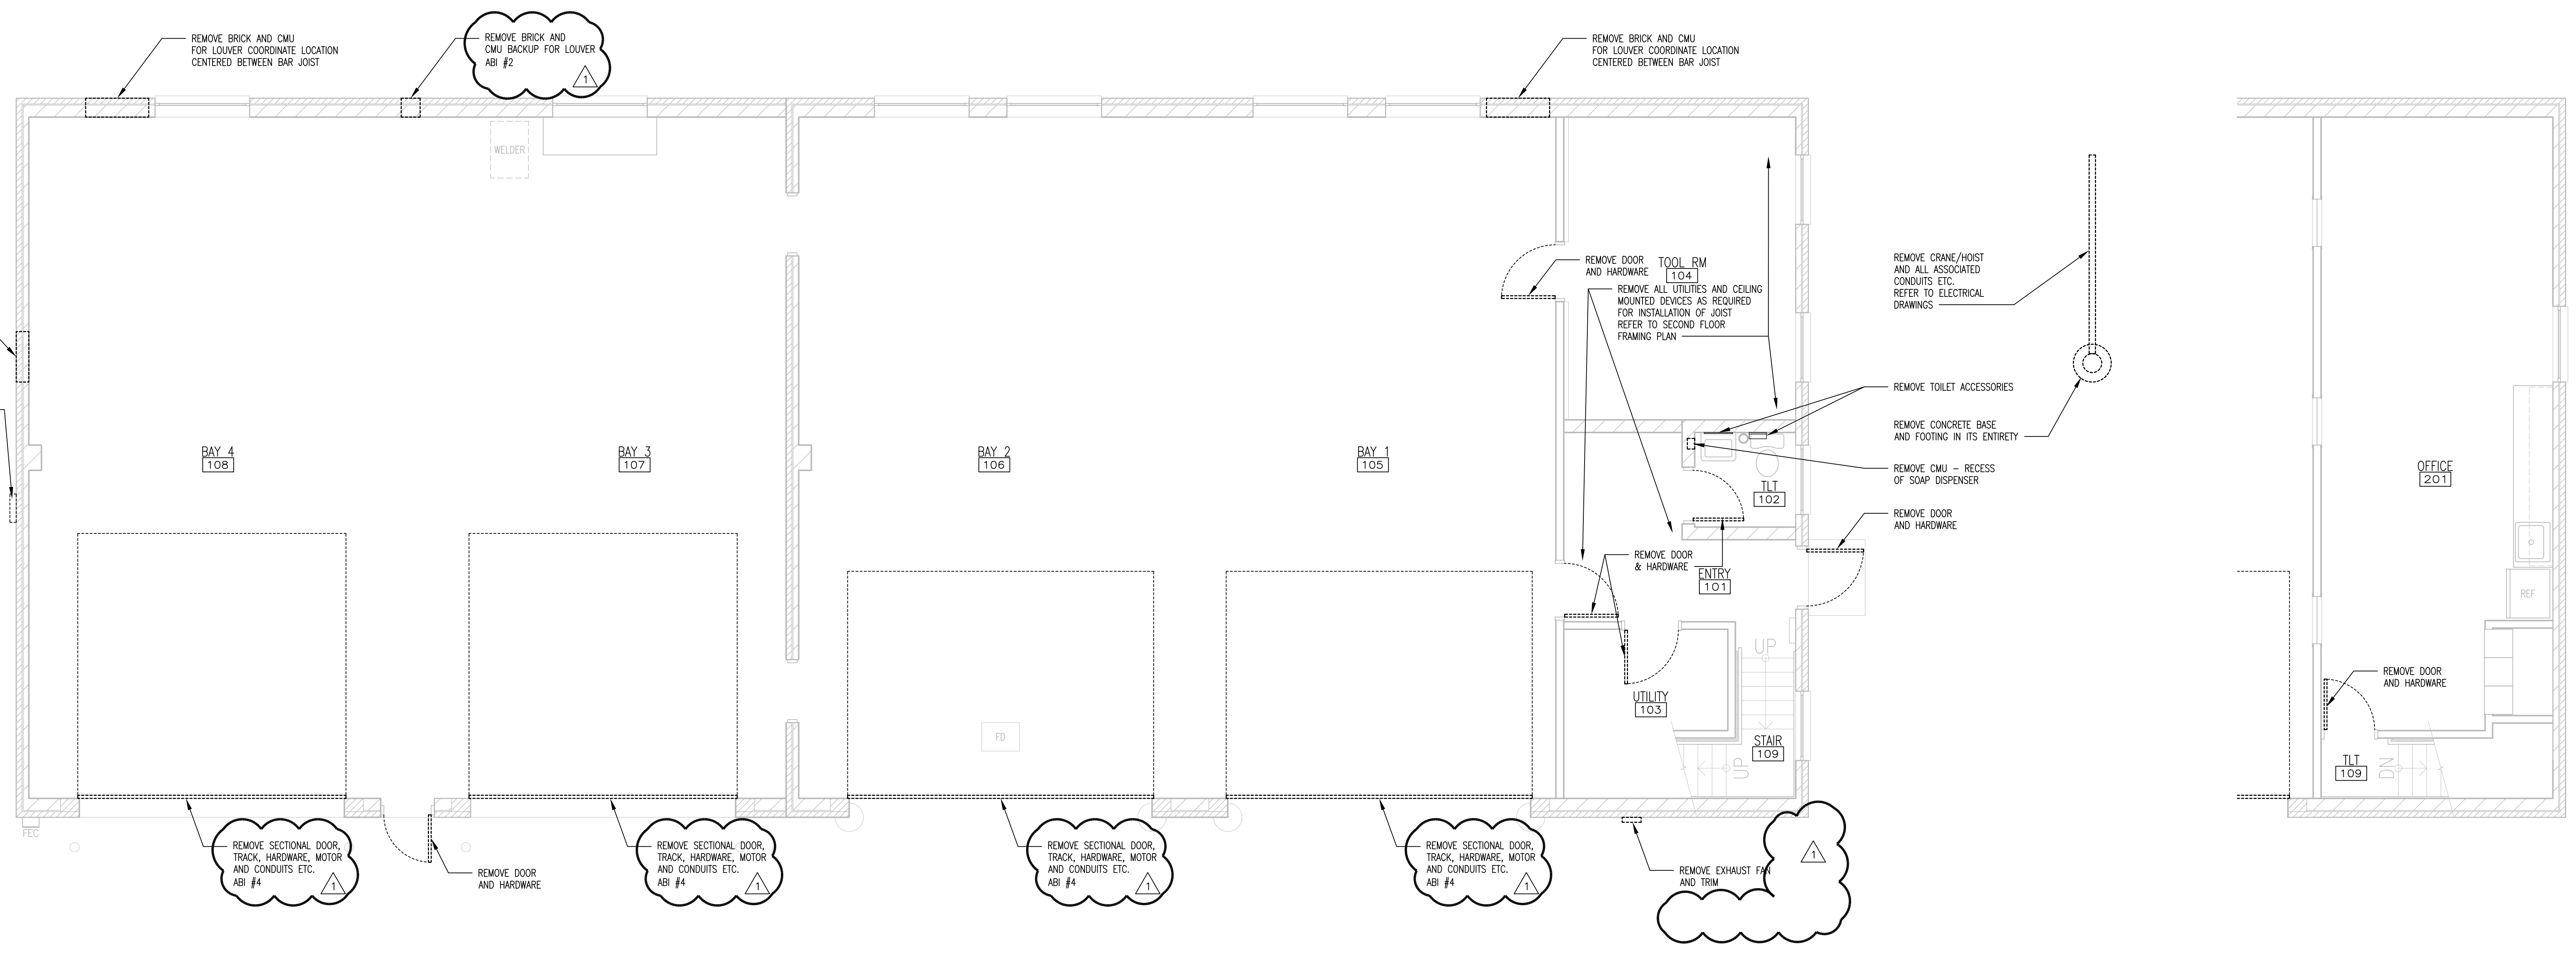 REMOVE BRICK AND CMU
FOR LOUVER COORDINATE LOCATION
CENTERED BETWEEN BAR JOIST
REMOVE BRICK AND
CMU BACKUP FOR LOUVER
ABI #2
1
REMOVE BRICK AND CMU
FOR LOUVER COORDINATE LOCATION
CENTERED BETWEEN BAR JOIST
WELDER
REMOVE DOOR
AND HARDWARE
TOOL RM
104
REMOVE ALL UTILITIES AND CEILING
MOUNTED DEVICES AS REQUIRED
FOR INSTALLATION OF JOIST
REFER TO SECOND FLOOR
FRAMING PLAN
REMOVE CRANE/HOIST
AND ALL ASSOCIATED
CONDUITS ETC.
REFER TO ELECTRICAL
DRAWINGS
REMOVE TOILET ACCESSORIES
REMOVE CONCRETE BASE
AND FOOTING IN ITS ENTIRETY
REMOVE CMU - RECESS
OF SOAP DISPENSER
REMOVE DOOR
AND HARDWARE
BAY 4
108
BAY 3
107
BAY 2
106
BAY 1
105
TLT
102
OFFICE
201
REMOVE DOOR
& HARDWARE
ENTRY
101
REF
UP
UTILITY
103
STAIR
109
UP
FD
REMOVE DOOR
AND HARDWARE
TLT
109
DN
FEC
REMOVE SECTIONAL DOOR,
TRACK, HARDWARE, MOTOR
AND CONDUITS ETC.
ABI #4
1
REMOVE DOOR
AND HARDWARE
REMOVE SECTIONAL DOOR,
TRACK, HARDWARE, MOTOR
AND CONDUITS ETC.
ABI #4
1
REMOVE SECTIONAL DOOR,
TRACK, HARDWARE, MOTOR
AND CONDUITS ETC.
ABI #4
1
REMOVE SECTIONAL DOOR,
TRACK, HARDWARE, MOTOR
AND CONDUITS ETC.
ABI #4
1
REMOVE EXHAUST FAN
AND TRIM
1